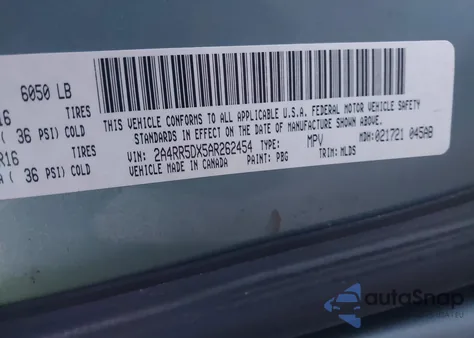 6050 LB
16 TIRES
( 36 PSI) COLD
R16 TIRES
A ( 36 PSI) COLD
THIS VEHICLE CONFORMS TO ALL APPLICABLE U.S.A. FEDERAL MOTOR VEHICLE SAFETY
STANDARDS IN EFFECT ON THE DATE OF MANUFACTURE SHOWN ABOVE.
VIN: 2A4RR5DX5AR262454 TYPE: MPV MDH: 021721 045AB
VEHICLE MADE IN CANADA PAINT: PBG TRIM: MLDS
autoSnap